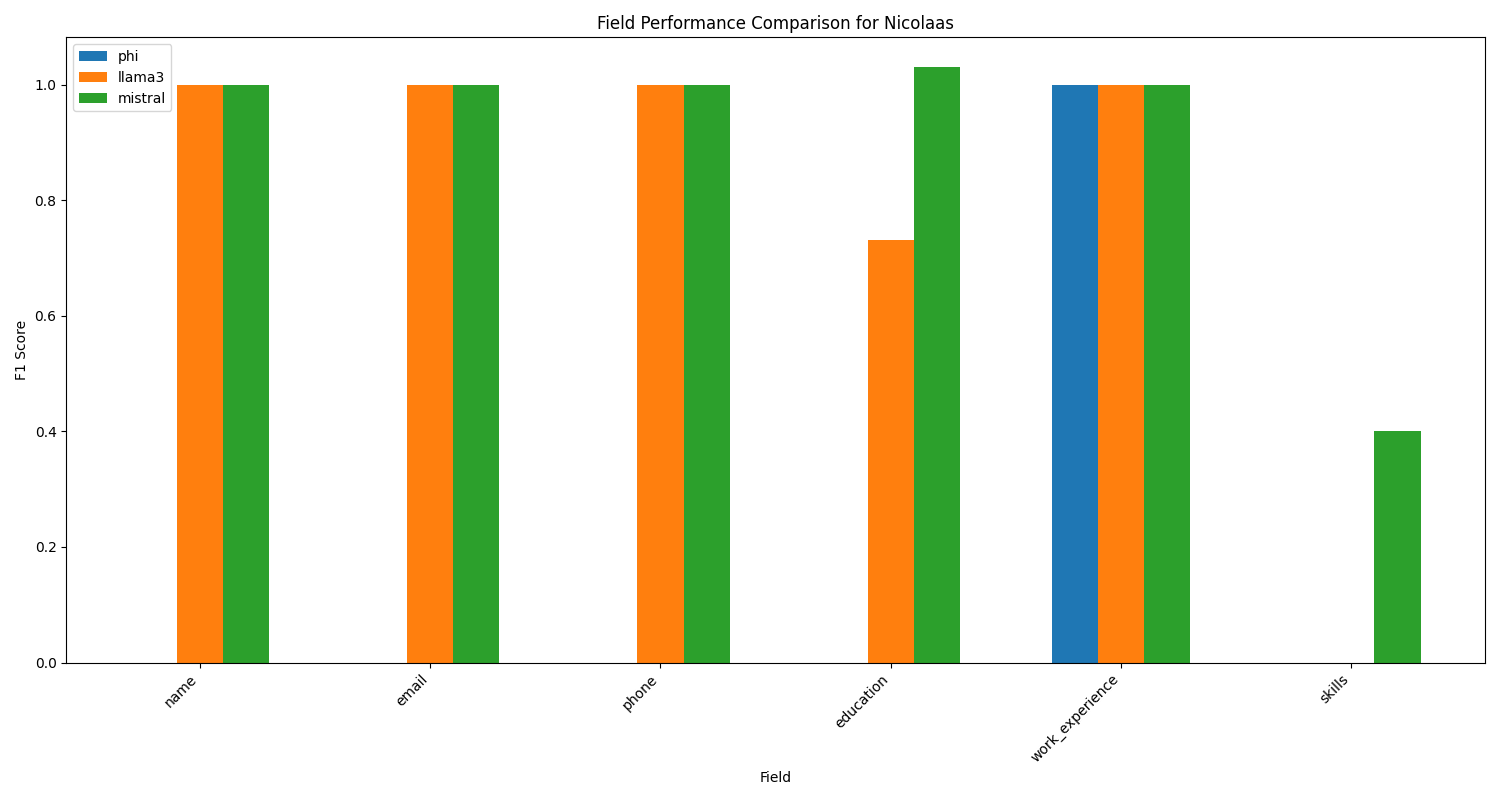 Field Performance Comparison for Nicolaas
phi
llama3
mistral
F1 Score
1.0
0.8
0.6
0.4
0.2
0.0
name
email
phone
education
work_experience
skills
Field